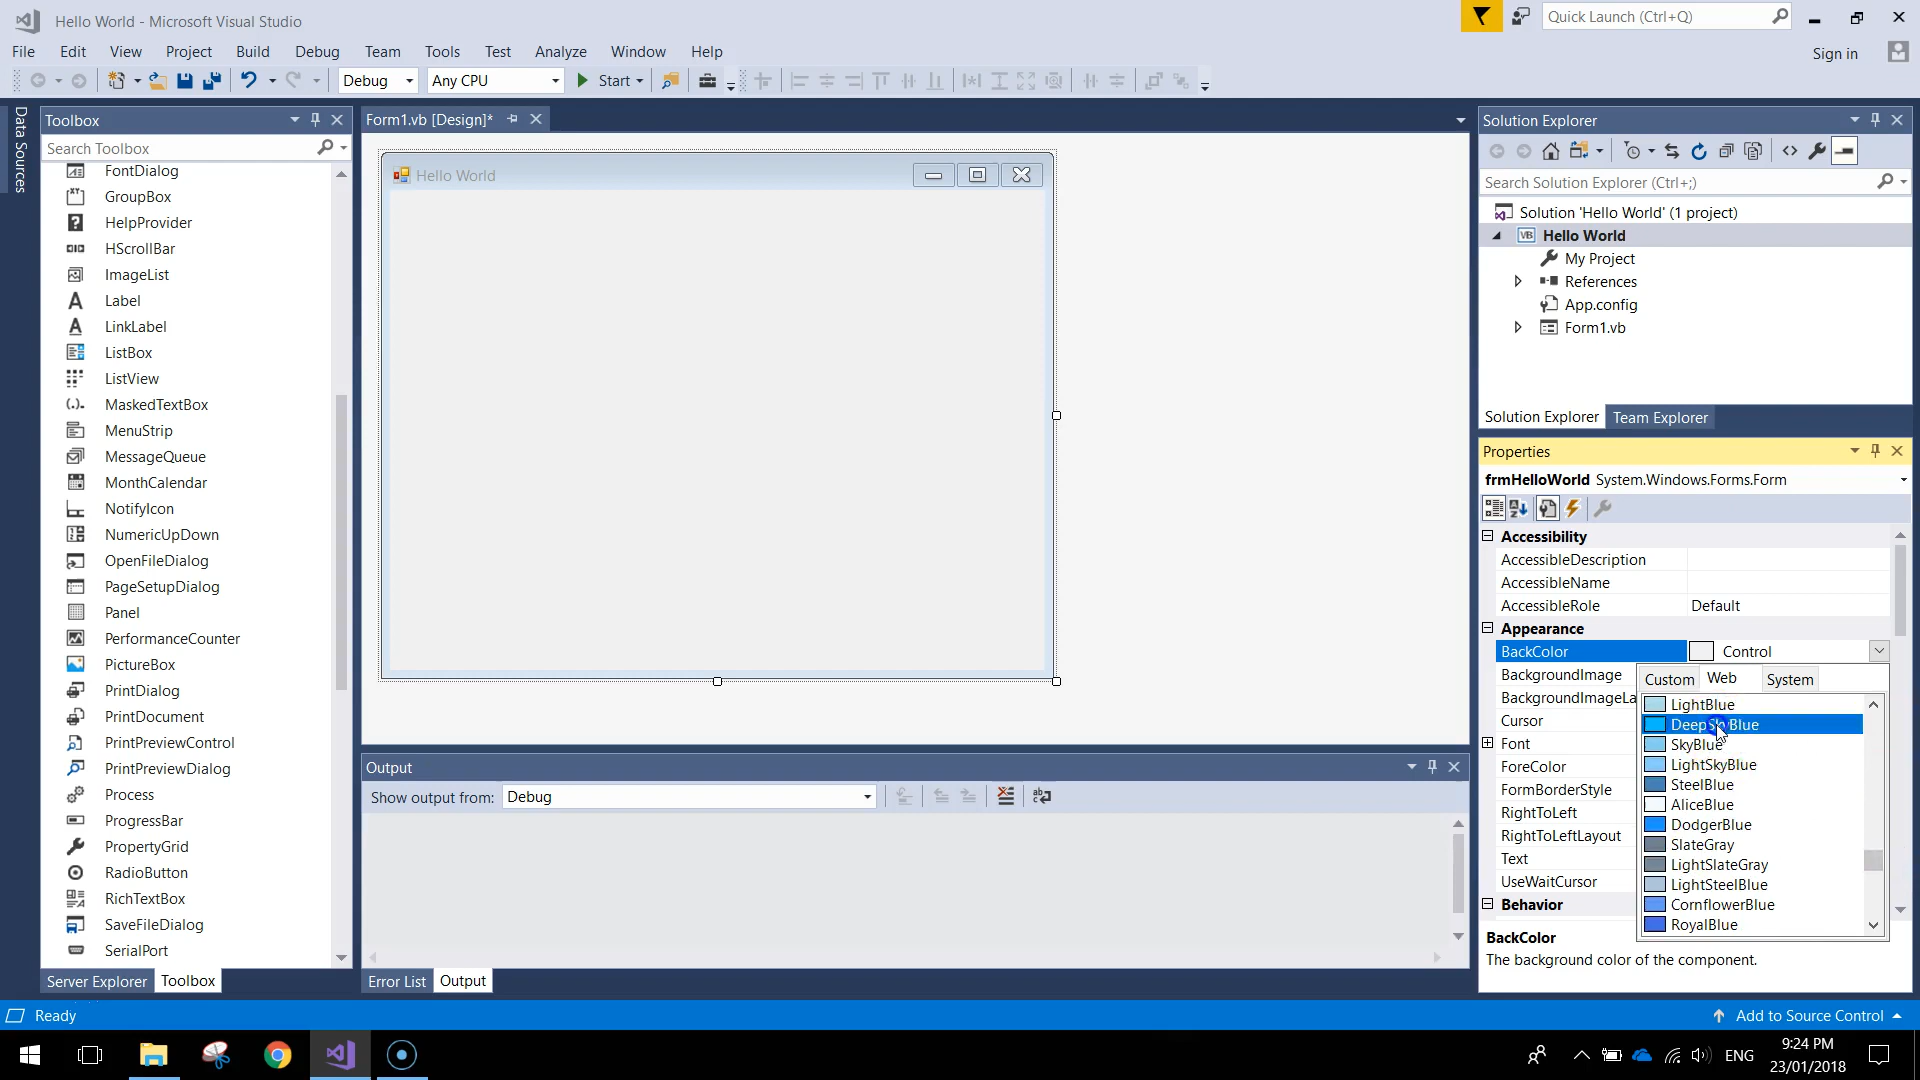 Hello World - Microsoft Visual Studio
Quick Launch (Ctrl+Q)
File Edit View Project Build Debug Team Tools Test Analyze Window Help
Sign in
Debug Any CPU Start
Data Sources
Toolbox
Search Toolbox
FontDialog
GroupBox
HelpProvider
HScrollBar
ImageList
Label
LinkLabel
ListBox
ListView
MaskedTextBox
MenuStrip
MessageQueue
MonthCalendar
NotifyIcon
NumericUpDown
OpenFileDialog
PageSetupDialog
Panel
PerformanceCounter
PictureBox
PrintDialog
PrintDocument
PrintPreviewControl
PrintPreviewDialog
Process
ProgressBar
PropertyGrid
RadioButton
RichTextBox
SaveFileDialog
SerialPort
Server Explorer Toolbox
Form1.vb [Design]*
Hello World
Output
Show output from: Debug
Error List Output
Solution Explorer
Search Solution Explorer (Ctrl+;)
Solution 'Hello World' (1 project)
VB Hello World
My Project
References
App.config
Form1.vb
Solution Explorer Team Explorer
Properties
frmHelloWorld System.Windows.Forms.Form
Accessibility
AccessibleDescription
AccessibleName
AccessibleRole Default
Appearance
BackColor Control
BackgroundImage
BackgroundImageLa
Cursor
Font
ForeColor
FormBorderStyle
RightToLeft
RightToLeftLayout
Text
UseWaitCursor
Behavior
Custom Web System
LightBlue
DeepSkyBlue
SkyBlue
LightSkyBlue
SteelBlue
AliceBlue
DodgerBlue
SlateGray
LightSlateGray
LightSteelBlue
CornflowerBlue
RoyalBlue
BackColor
The background color of the component.
Ready
Add to Source Control
ENG
9:24 PM
23/01/2018